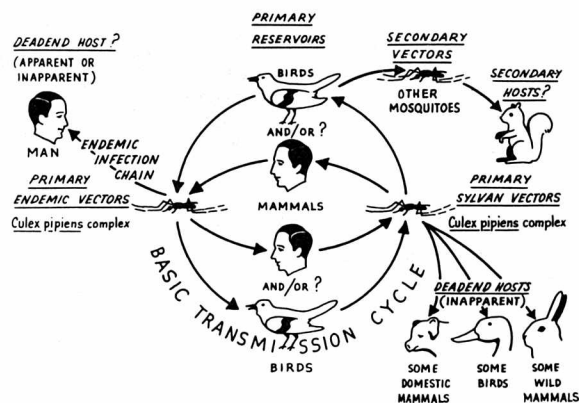 PRIMARY
RESERVOIRS
DEADEND HOST ?
(APPARENT OR
INAPPARENT)
SECONDARY
VECTORS
BIRDS
OTHER
MOSQUITOES
SECONDARY
HOSTS?
AND/OR ?
MAN
ENDEMIC
INFECTION
CHAIN
PRIMARY
ENDEMIC VECTORS
Culex pipiens complex
MAMMALS
PRIMARY
SYLVAN VECTORS
Culex pipiens complex
AND/OR ?
BASIC TRANSMISSION CYCLE
BIRDS
DEADEND HOSTS
(INAPPARENT)
SOME
DOMESTIC
MAMMALS
SOME
BIRDS
SOME
WILD
MAMMALS